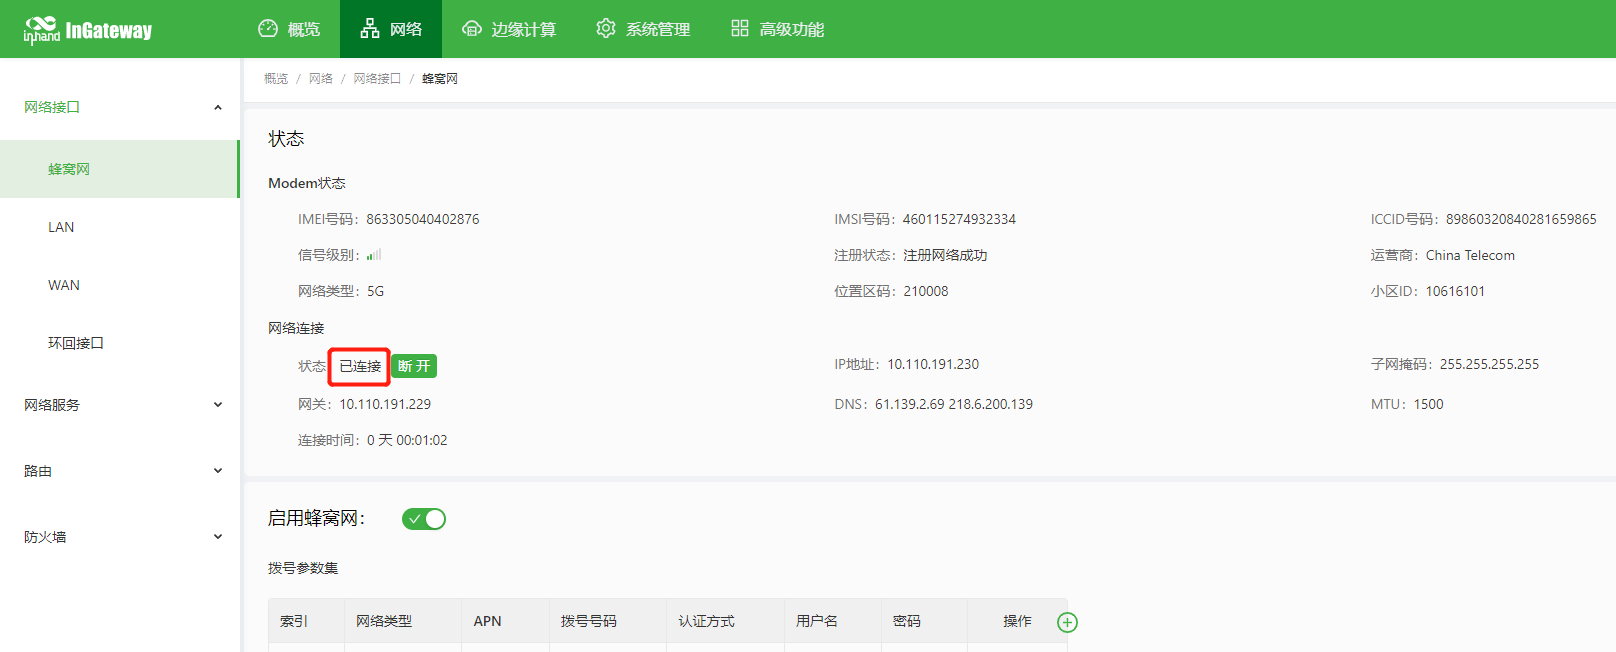 inhand InGateway 概览 网络 边缘计算 系统管理 高级功能
概览 / 网络 / 网络接口 / 蜂窝网
网络接口
蜂窝网
LAN
WAN
环回接口
网络服务
路由
防火墙
状态
Modem状态
IMEI号码: 863305040402876 IMSI号码: 460115274932334 ICCID号码: 89860320840281659865
信号级别: 注册状态: 注册网络成功 运营商: China Telecom
网络类型: 5G 位置区码: 210008 小区ID: 10616101
网络连接
状态 已连接 断开 IP地址: 10.110.191.230 子网掩码: 255.255.255.255
网关: 10.110.191.229 DNS: 61.139.2.69 218.6.200.139 MTU: 1500
连接时间: 0 天 00:01:02
启用蜂窝网:
拨号参数集
索引 网络类型 APN 拨号号码 认证方式 用户名 密码 操作